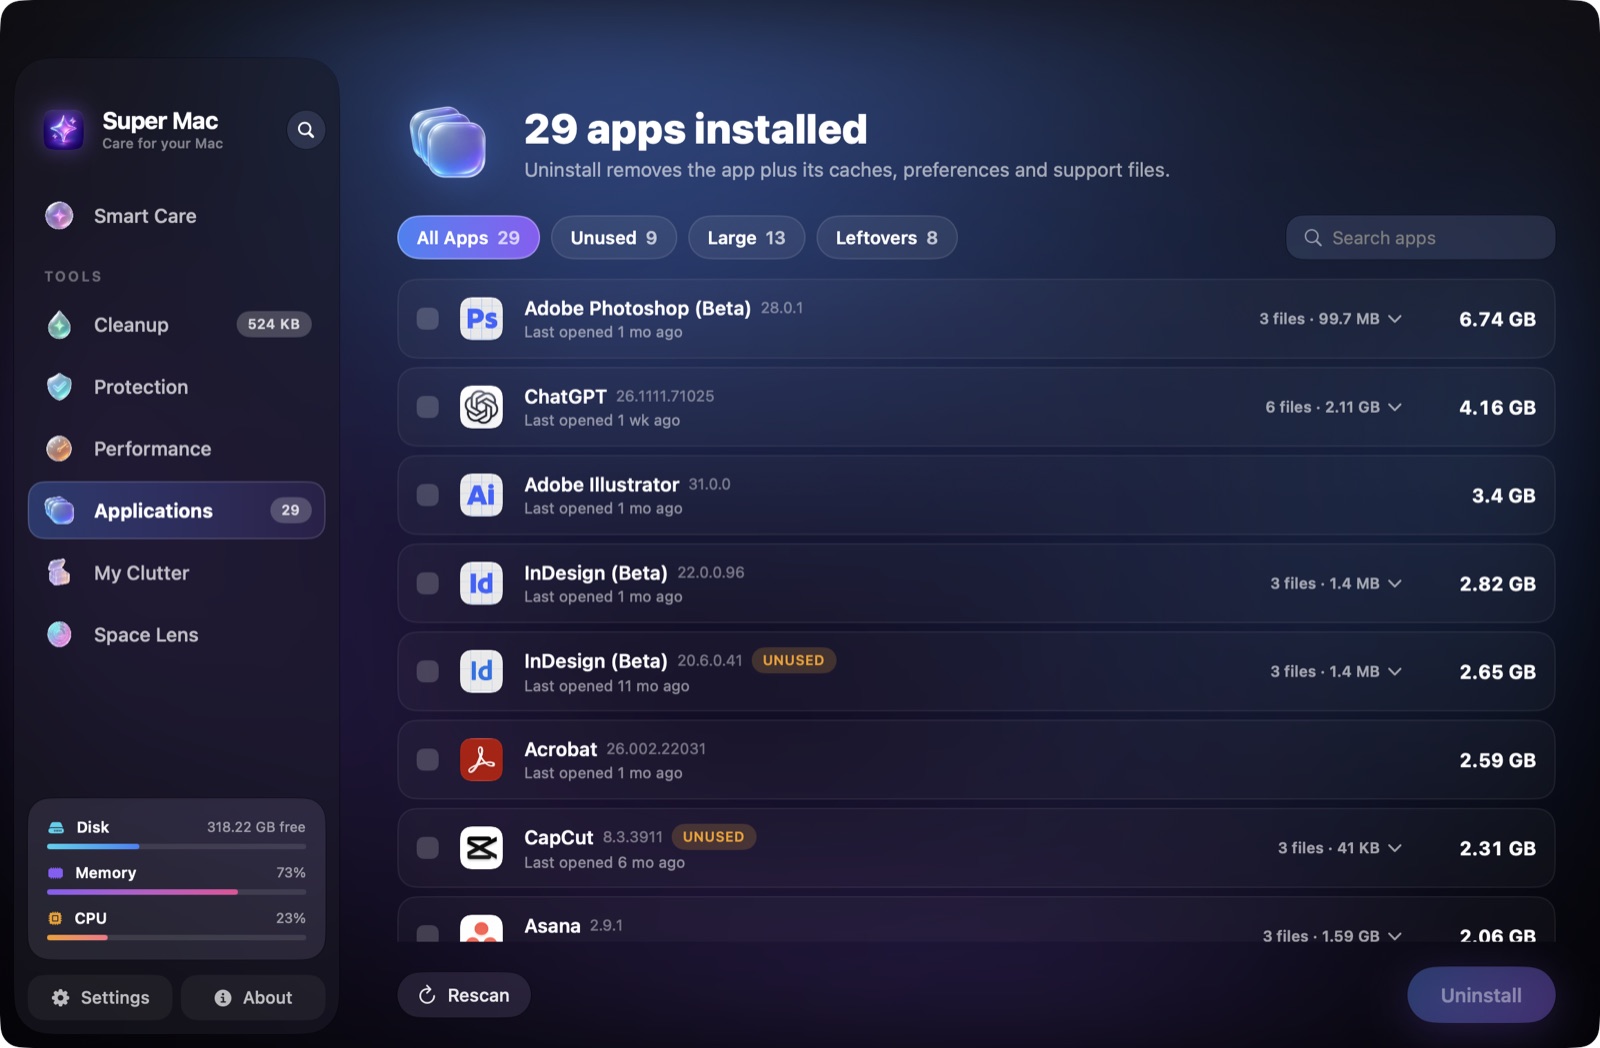 Super Mac
Care for your Mac
Smart Care
TOOLS
Cleanup 524 KB
Protection
Performance
Applications 29
My Clutter
Space Lens
Disk 318.22 GB free
Memory 73%
CPU 23%
Settings About
29 apps installed
Uninstall removes the app plus its caches, preferences and support files.
All Apps 29 Unused 9 Large 13 Leftovers 8 Search apps
Ps Adobe Photoshop (Beta) 28.0.1
Last opened 1 mo ago
3 files · 99.7 MB 6.74 GB
ChatGPT 26.1111.71025
Last opened 1 wk ago
6 files · 2.11 GB 4.16 GB
Ai Adobe Illustrator 31.0.0
Last opened 1 mo ago
3.4 GB
Id InDesign (Beta) 22.0.0.96
Last opened 1 mo ago
3 files · 1.4 MB 2.82 GB
Id InDesign (Beta) 20.6.0.41 UNUSED
Last opened 11 mo ago
3 files · 1.4 MB 2.65 GB
Acrobat 26.002.22031
Last opened 1 mo ago
2.59 GB
CapCut 8.3.3911 UNUSED
Last opened 6 mo ago
3 files · 41 KB 2.31 GB
Asana 2.9.1
3 files · 1.59 GB 2.06 GB
Rescan Uninstall